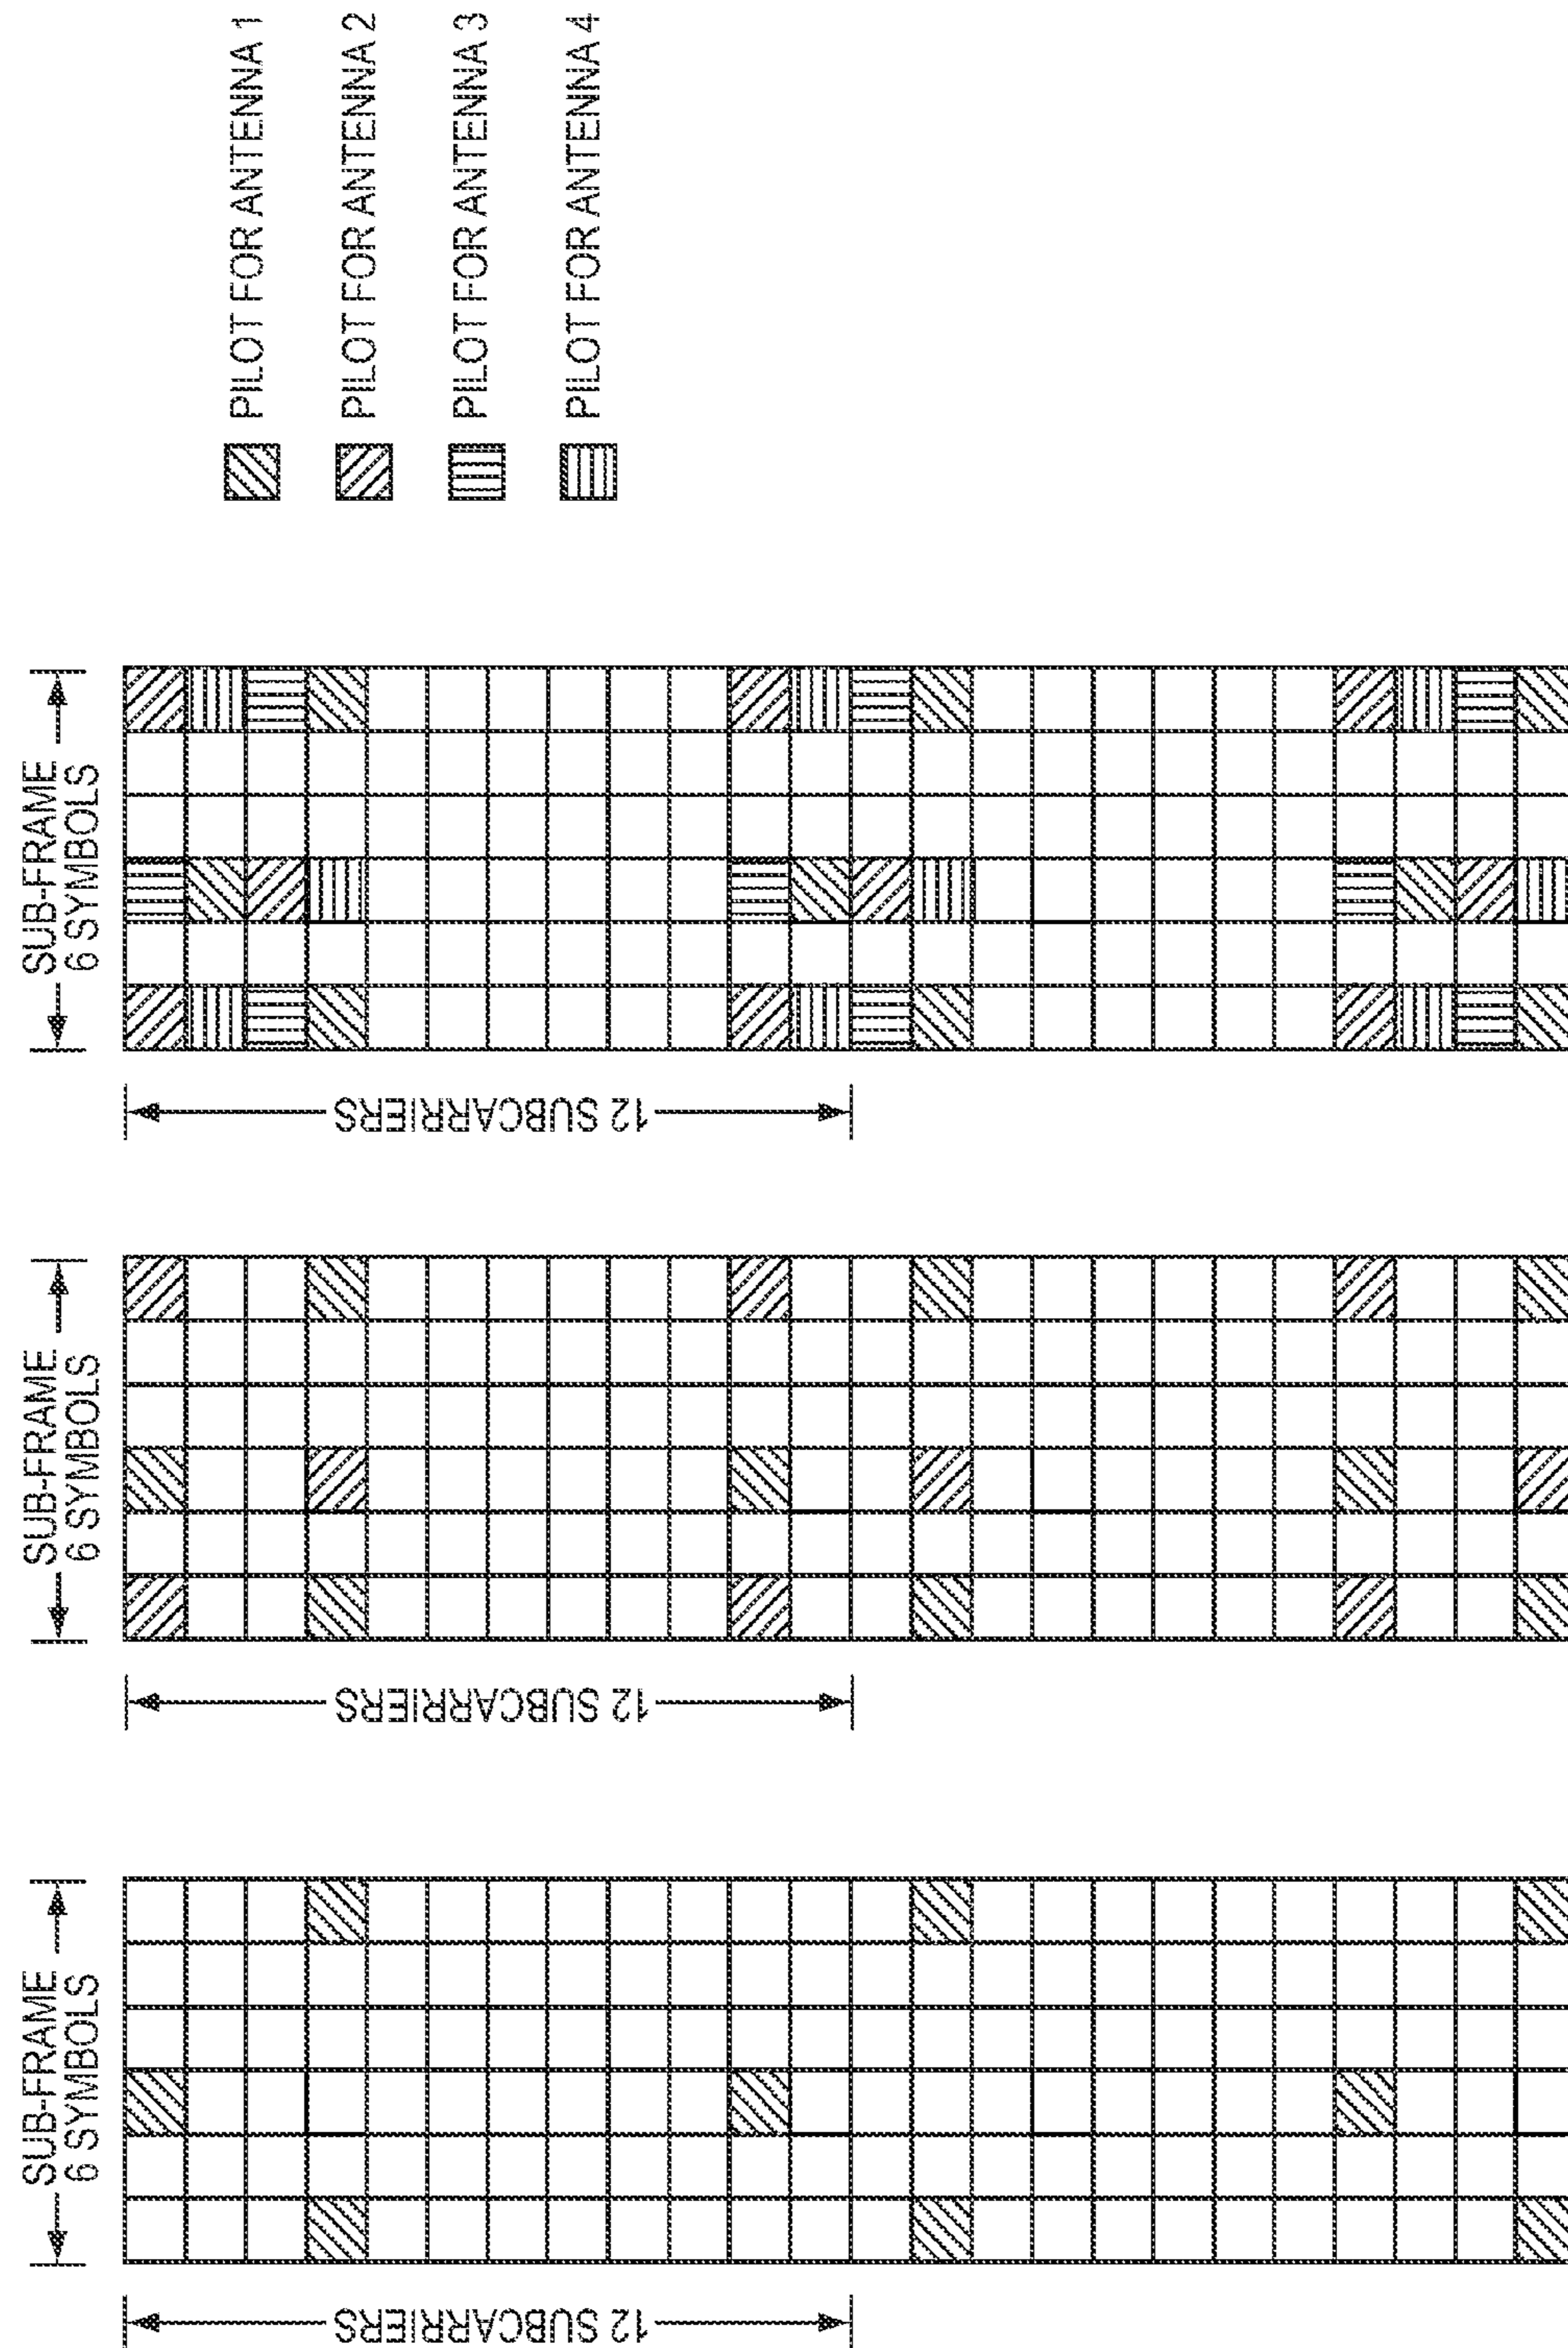 SUB-FRAME
6 SYMBOLS
12 SUBCARRIERS
SUB-FRAME
6 SYMBOLS
12 SUBCARRIERS
SUB-FRAME
6 SYMBOLS
12 SUBCARRIERS
PILOT FOR ANTENNA 1
PILOT FOR ANTENNA 2
PILOT FOR ANTENNA 3
PILOT FOR ANTENNA 4